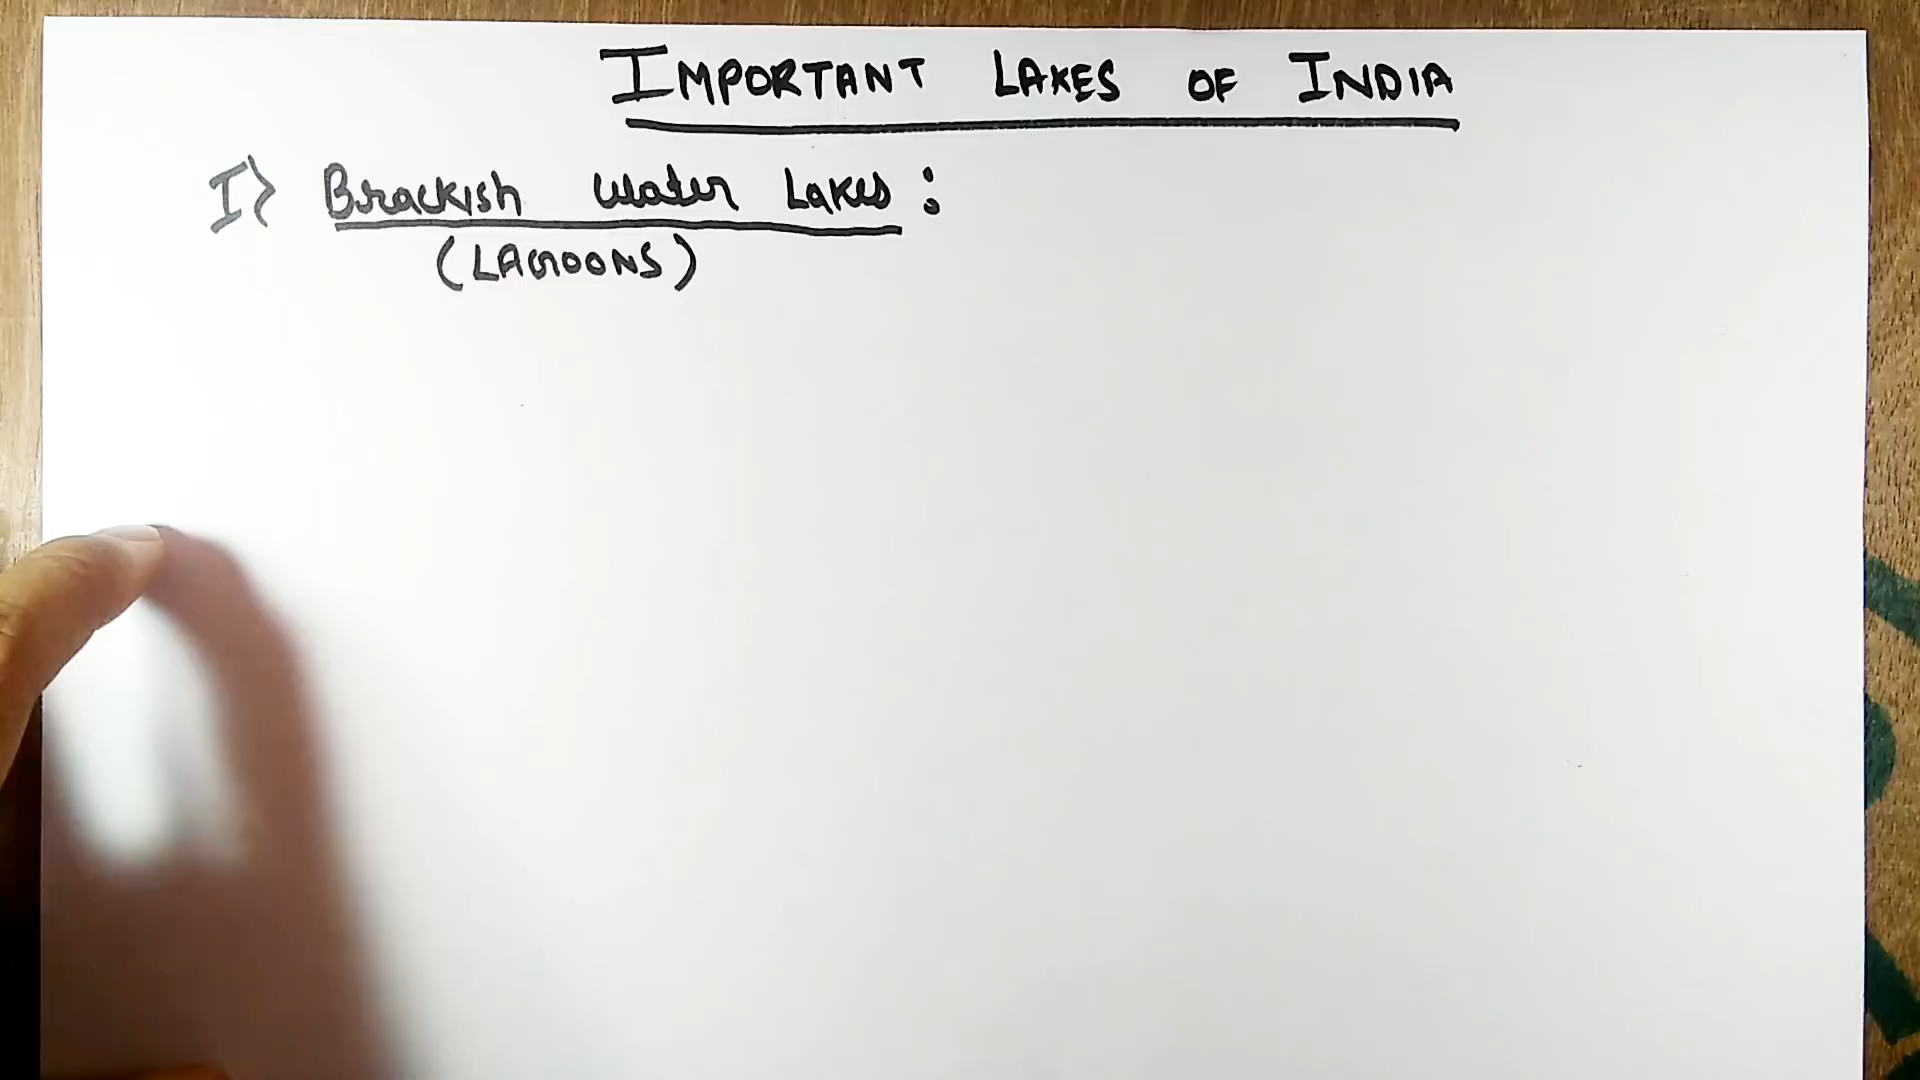 IMPORTANT LAKES OF INDIA
I> Brackish Water Lakes :
(LAGOONS)